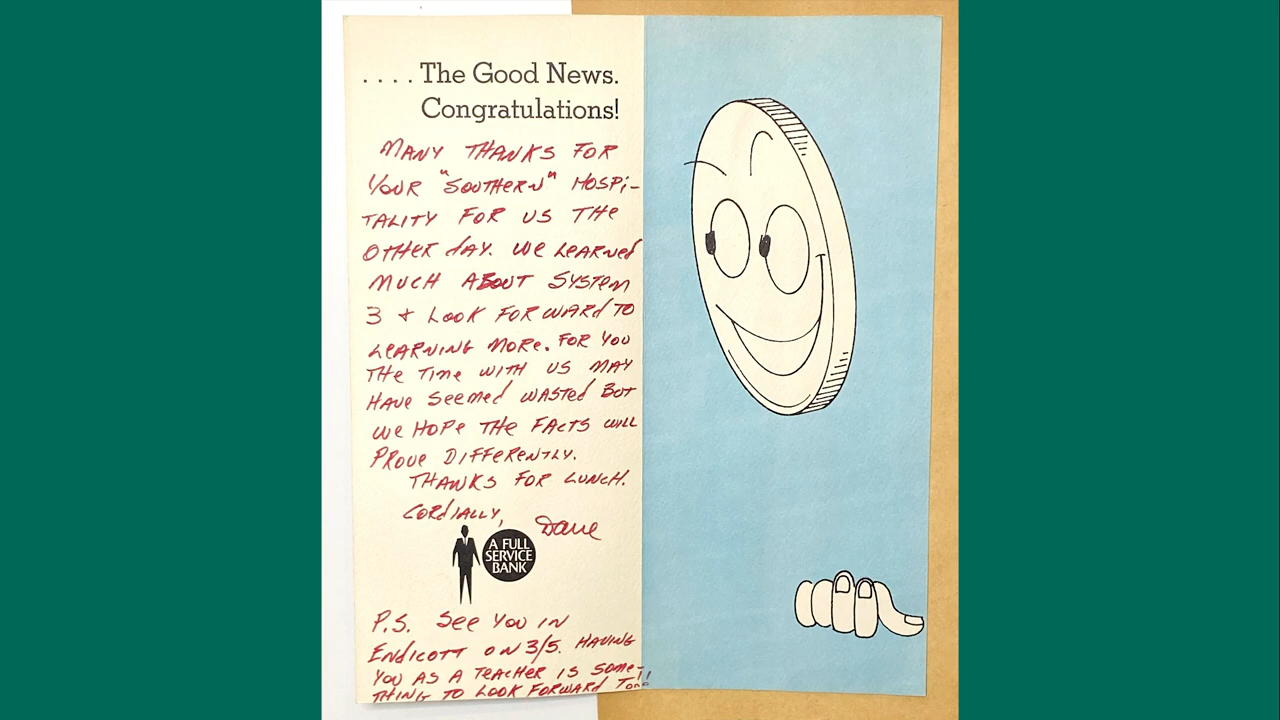 . . . . The Good News.
Congratulations!
MANY THANKS FOR
YOUR "SOUTHERN" HOSPI-
TALITY FOR US THE
OTHER DAY. WE LEARNED
MUCH ABOUT SYSTEM
3 + LOOK FORWARD TO
LEARNING MORE. FOR YOU
THE TIME WITH US MAY
HAVE SEEMED WASTED BUT
WE HOPE THE FACTS WILL
PROVE DIFFERENTLY.
THANKS FOR LUNCH.
CORDIALLY,
Dave
A FULL
SERVICE
BANK
P.S. SEE YOU IN
ENDICOTT ON 3/5. HAVING
YOU AS A TEACHER IS SOME-
THING TO LOOK FORWARD TO!!